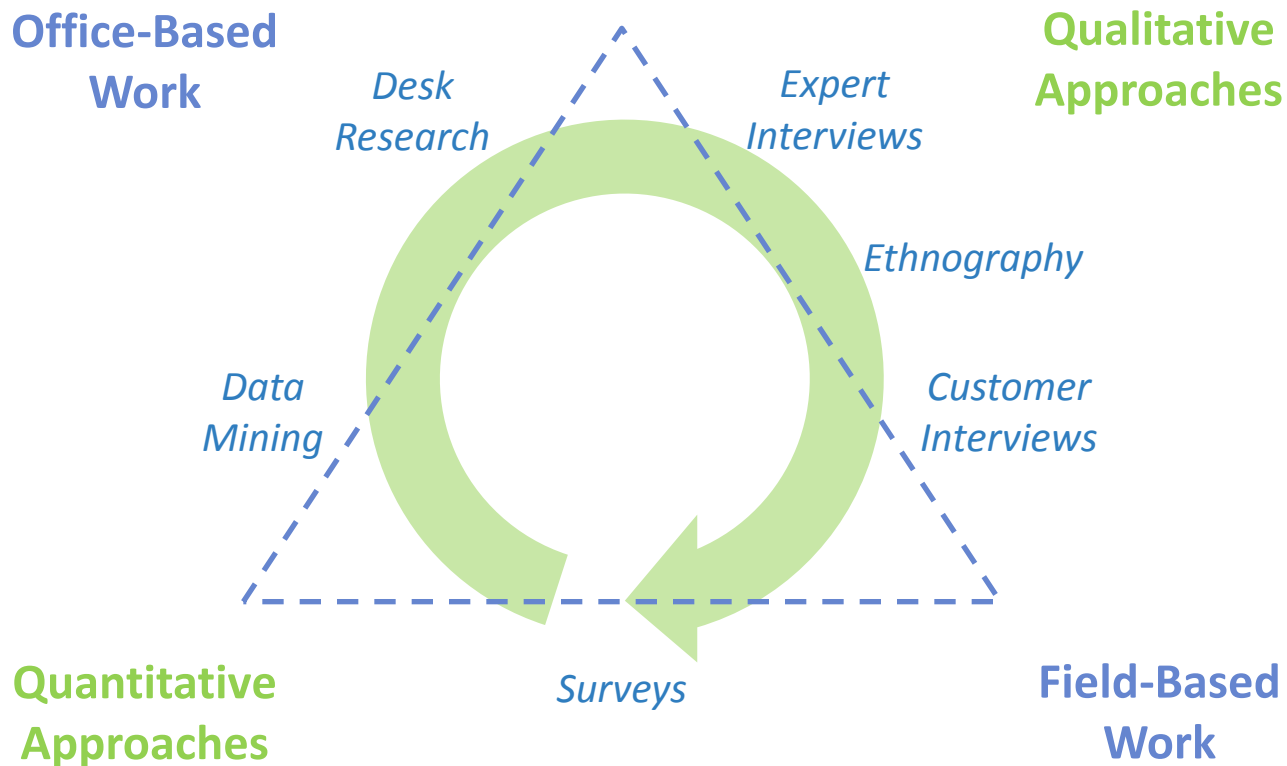 Office-Based
Work
Qualitative
Approaches
Desk
Research
Expert
Interviews
Ethnography
Data
Mining
Customer
Interviews
Surveys
Quantitative
Approaches
Field-Based
Work